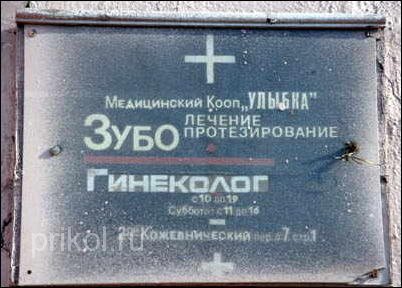 Медицинский Кооп. „УЛЫБКА"
ЗУБО ЛЕЧЕНИЕ
ПРОТЕЗИРОВАНИЕ
ГИНЕКОЛОГ
с 10 до 19
Суббота с 11 до 16
2ой Кожевнический пер. д 7 стр. 1
prikol.ru